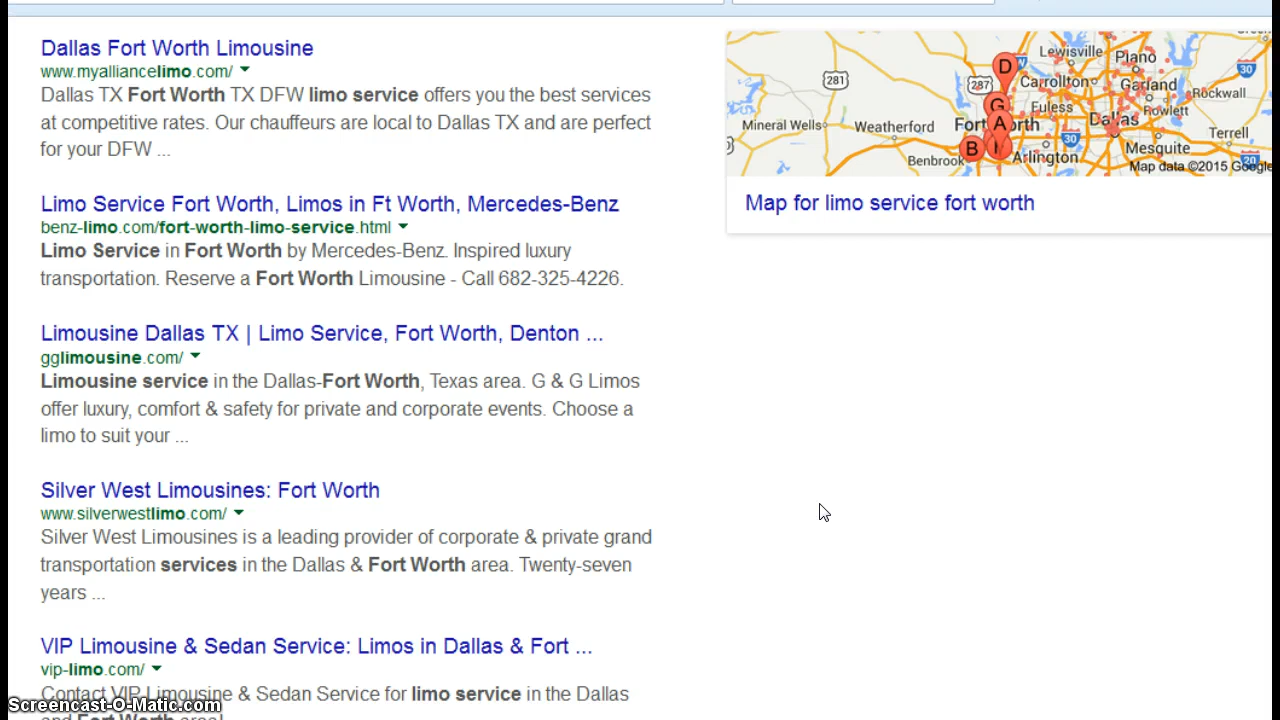 Dallas Fort Worth Limousine
www.myalliancelimo.com/
Dallas TX Fort Worth TX DFW limo service offers you the best services
at competitive rates. Our chauffeurs are local to Dallas TX and are perfect
for your DFW ...
Limo Service Fort Worth, Limos in Ft Worth, Mercedes-Benz
benz-limo.com/fort-worth-limo-service.html
Limo Service in Fort Worth by Mercedes-Benz. Inspired luxury
transportation. Reserve a Fort Worth Limousine - Call 682-325-4226.
Limousine Dallas TX | Limo Service, Fort Worth, Denton ...
gglimousine.com/
Limousine service in the Dallas-Fort Worth, Texas area. G & G Limos
offer luxury, comfort & safety for private and corporate events. Choose a
limo to suit your ...
Silver West Limousines: Fort Worth
www.silverwestlimo.com/
Silver West Limousines is a leading provider of corporate & private grand
transportation services in the Dallas & Fort Worth area. Twenty-seven
years ...
VIP Limousine & Sedan Service: Limos in Dallas & Fort ...
vip-limo.com/
Contact VIP Limousine & Sedan Service for limo service in the Dallas
and Fort Worth area!
Screencast-O-Matic.com
Lewisville
Plano
D
281
287
Carrollton
30
Garland
Rockwall
G
Euless
Rowlett
Mineral Wells
Weatherford
Fort Worth
A
Dallas
30
Terrell
B
Mesquite
Benbrook
Arlington
20
Map data ©2015 Google
Map for limo service fort worth